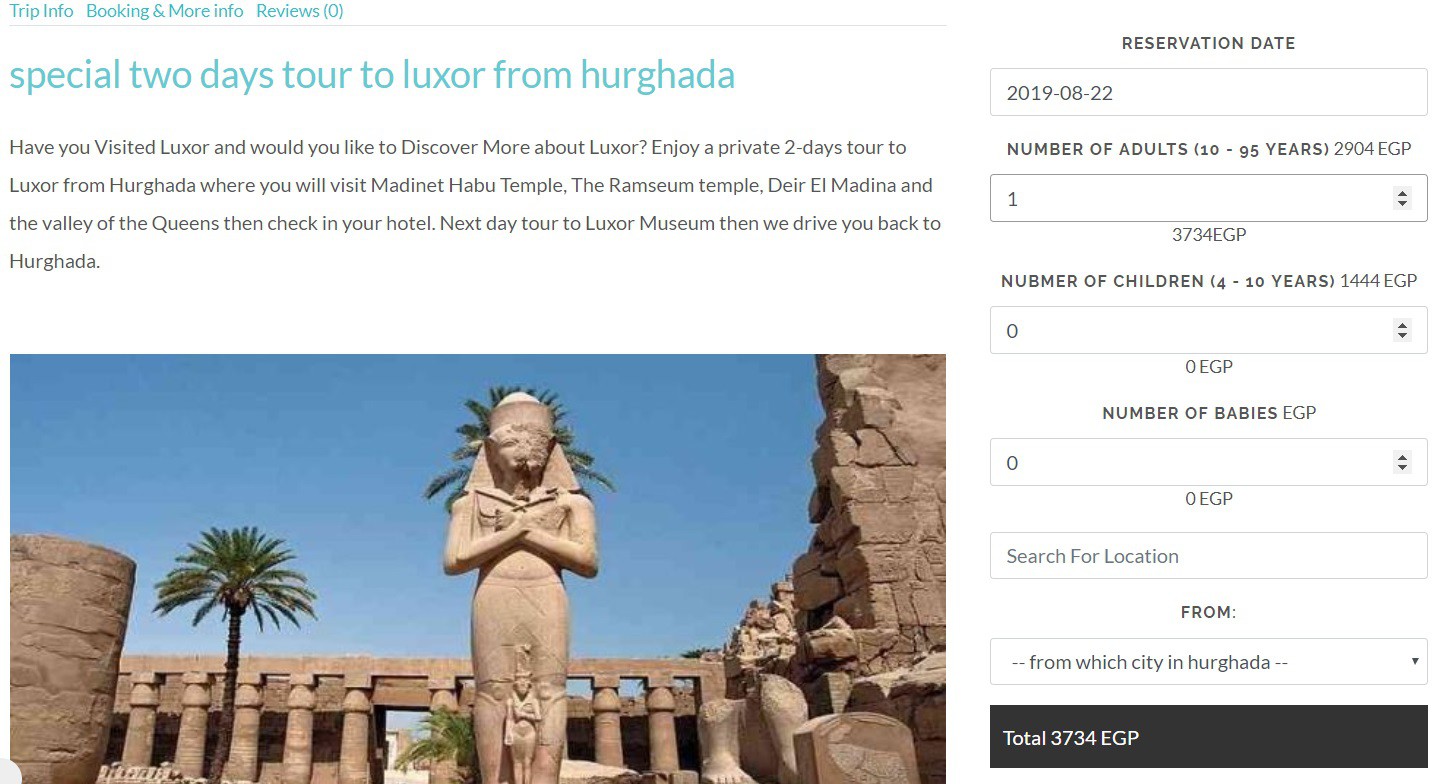 Trip Info Booking & More info Reviews (0)
special two days tour to luxor from hurghada
Have you Visited Luxor and would you like to Discover More about Luxor? Enjoy a private 2-days tour to
Luxor from Hurghada where you will visit Madinet Habu Temple, The Ramseum temple, Deir El Madina and
the valley of the Queens then check in your hotel. Next day tour to Luxor Museum then we drive you back to
Hurghada.
RESERVATION DATE
2019-08-22
NUMBER OF ADULTS (10 - 95 YEARS) 2904 EGP
1
3734EGP
NUBMER OF CHILDREN (4 - 10 YEARS) 1444 EGP
0
0 EGP
NUMBER OF BABIES EGP
0
0 EGP
Search For Location
FROM:
-- from which city in hurghada --
Total 3734 EGP